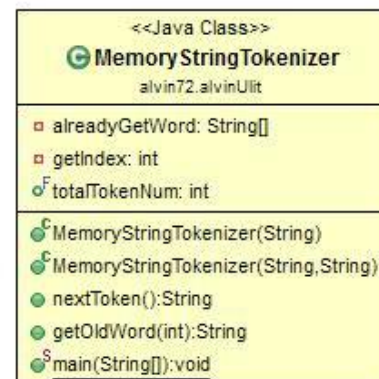 <<Java Class>>
C MemoryStringTokenizer
alvin72.alvinUlit
alreadyGetWord: String[]
getIndex: int
F totalTokenNum: int
C MemoryStringTokenizer(String)
C MemoryStringTokenizer(String,String)
nextToken():String
getOldWord(int):String
S main(String[]):void